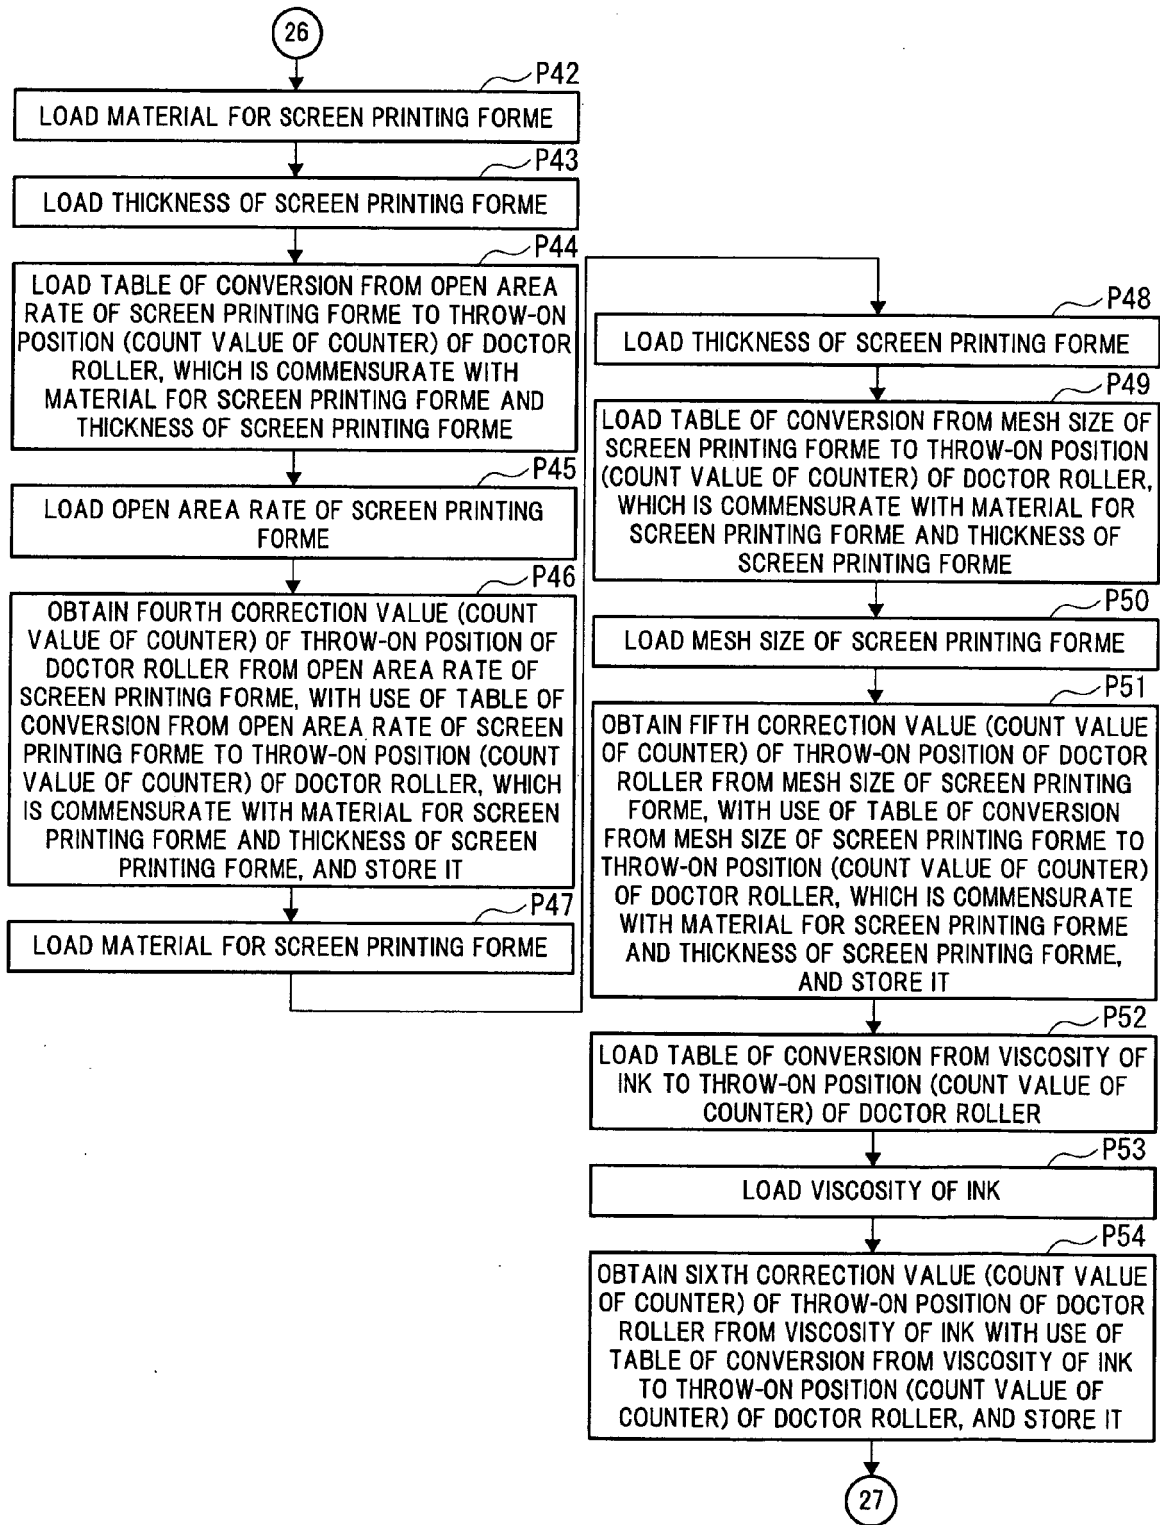 26
P42
LOAD MATERIAL FOR SCREEN PRINTING FORME
P43
LOAD THICKNESS OF SCREEN PRINTING FORME
P44
LOAD TABLE OF CONVERSION FROM OPEN AREA
RATE OF SCREEN PRINTING FORME TO THROW-ON
POSITION (COUNT VALUE OF COUNTER) OF DOCTOR
ROLLER, WHICH IS COMMENSURATE WITH
MATERIAL FOR SCREEN PRINTING FORME AND
THICKNESS OF SCREEN PRINTING FORME
P45
LOAD OPEN AREA RATE OF SCREEN PRINTING
FORME
P46
OBTAIN FOURTH CORRECTION VALUE (COUNT
VALUE OF COUNTER) OF THROW-ON POSITION OF
DOCTOR ROLLER FROM OPEN AREA RATE OF
SCREEN PRINTING FORME, WITH USE OF TABLE OF
CONVERSION FROM OPEN AREA RATE OF SCREEN
PRINTING FORME TO THROW-ON POSITION (COUNT
VALUE OF COUNTER) OF DOCTOR ROLLER, WHICH
IS COMMENSURATE WITH MATERIAL FOR SCREEN
PRINTING FORME AND THICKNESS OF SCREEN
PRINTING FORME, AND STORE IT
P47
LOAD MATERIAL FOR SCREEN PRINTING FORME
P48
LOAD THICKNESS OF SCREEN PRINTING FORME
P49
LOAD TABLE OF CONVERSION FROM MESH SIZE OF
SCREEN PRINTING FORME TO THROW-ON POSITION
(COUNT VALUE OF COUNTER) OF DOCTOR ROLLER,
WHICH IS COMMENSURATE WITH MATERIAL FOR
SCREEN PRINTING FORME AND THICKNESS OF
SCREEN PRINTING FORME
P50
LOAD MESH SIZE OF SCREEN PRINTING FORME
P51
OBTAIN FIFTH CORRECTION VALUE (COUNT VALUE
OF COUNTER) OF THROW-ON POSITION OF DOCTOR
ROLLER FROM MESH SIZE OF SCREEN PRINTING
FORME, WITH USE OF TABLE OF CONVERSION
FROM MESH SIZE OF SCREEN PRINTING FORME TO
THROW-ON POSITION (COUNT VALUE OF COUNTER)
OF DOCTOR ROLLER, WHICH IS COMMENSURATE
WITH MATERIAL FOR SCREEN PRINTING FORME
AND THICKNESS OF SCREEN PRINTING FORME,
AND STORE IT
P52
LOAD TABLE OF CONVERSION FROM VISCOSITY OF
INK TO THROW-ON POSITION (COUNT VALUE OF
COUNTER) OF DOCTOR ROLLER
P53
LOAD VISCOSITY OF INK
P54
OBTAIN SIXTH CORRECTION VALUE (COUNT VALUE
OF COUNTER) OF THROW-ON POSITION OF DOCTOR
ROLLER FROM VISCOSITY OF INK WITH USE OF
TABLE OF CONVERSION FROM VISCOSITY OF INK
TO THROW-ON POSITION (COUNT VALUE OF
COUNTER) OF DOCTOR ROLLER, AND STORE IT
27